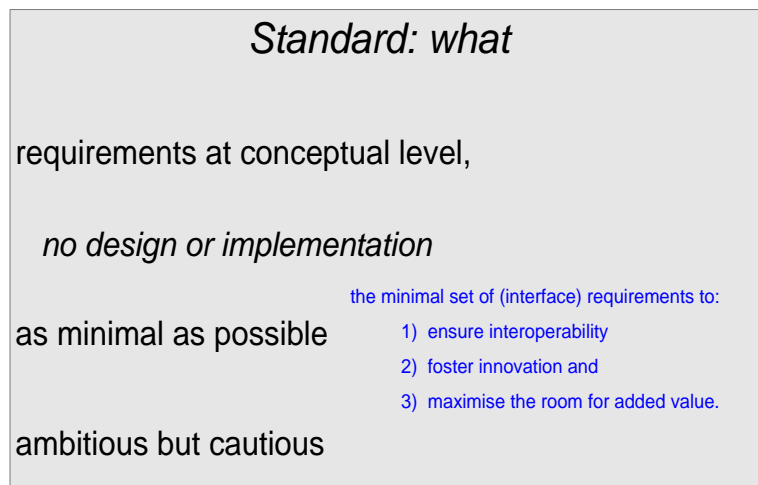 Standard: what
requirements at conceptual level,
no design or implementation
as minimal as possible
the minimal set of (interface) requirements to:
1) ensure interoperability
2) foster innovation and
3) maximise the room for added value.
ambitious but cautious